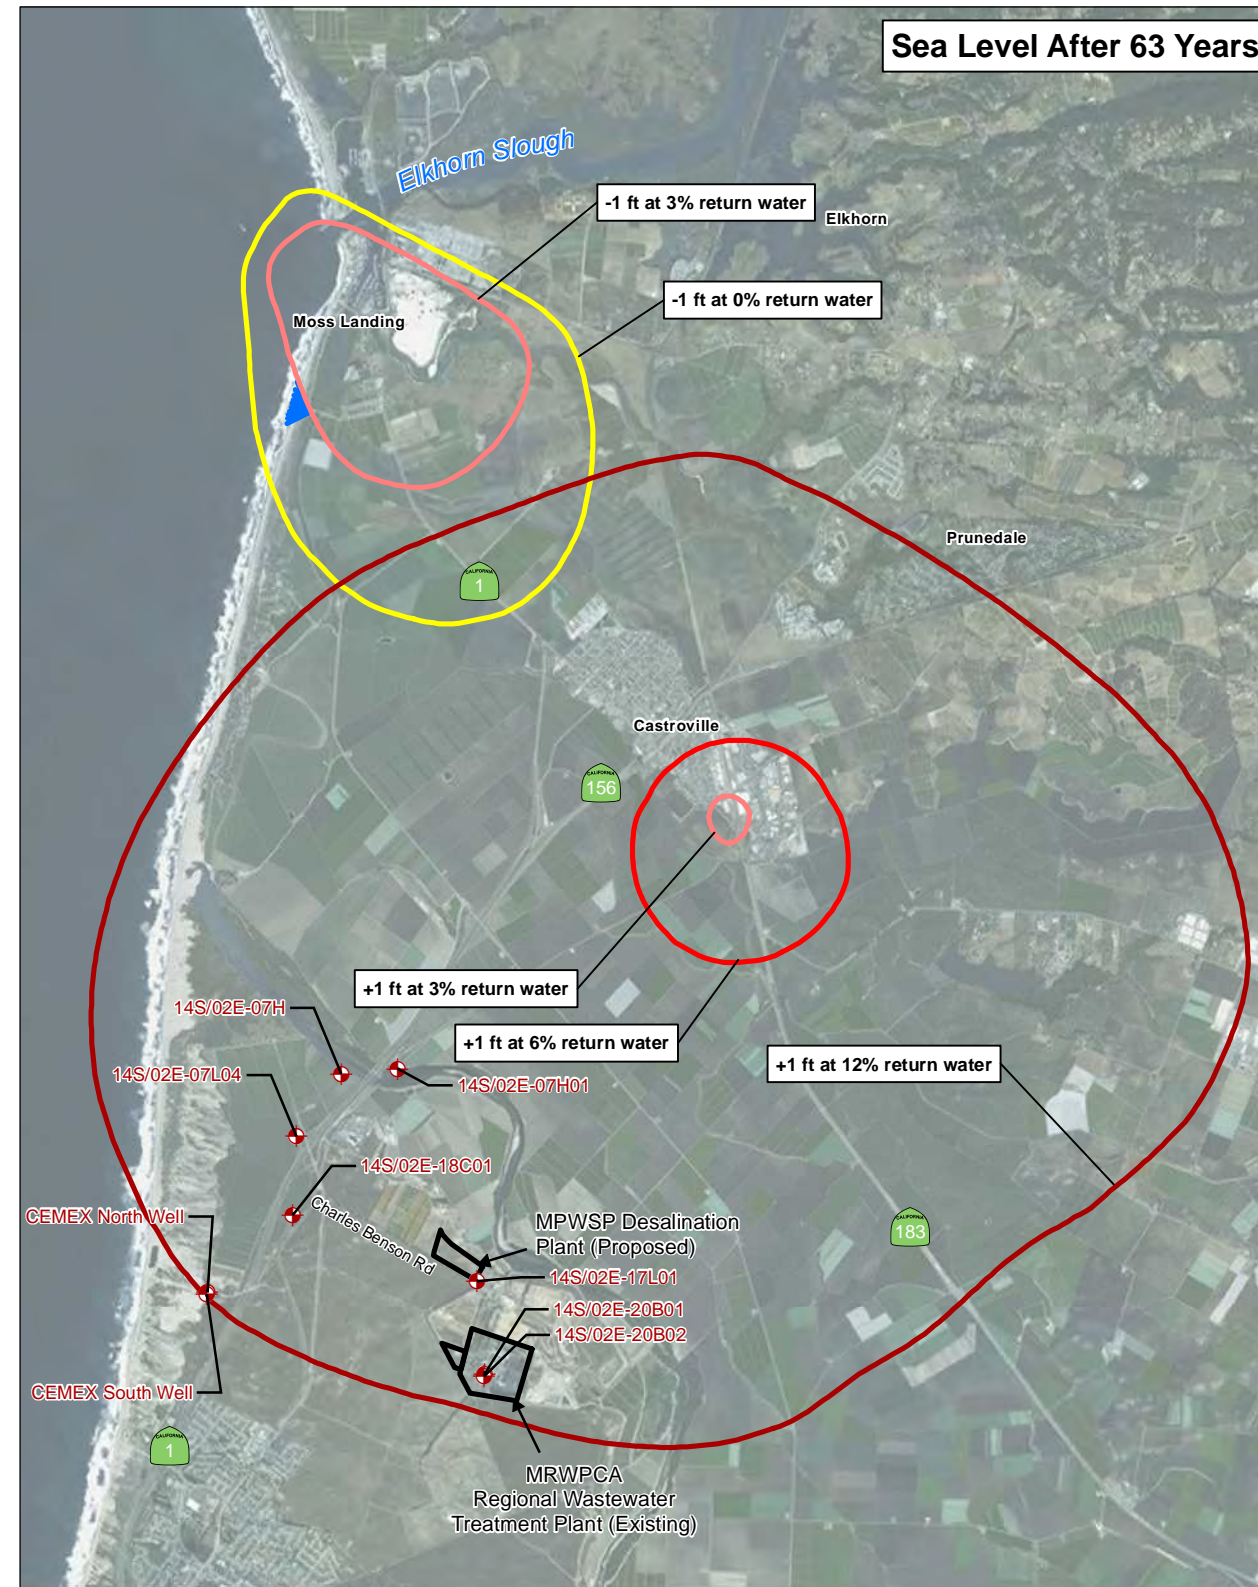 Sea Level After 63 Years
Elkhorn Slough
-1 ft at 3% return water
Elkhorn
-1 ft at 0% return water
Moss Landing
Prunedale
CALIFORNIA
1
Castroville
CALIFORNIA
156
+1 ft at 3% return water
14S/02E-07H
+1 ft at 6% return water
+1 ft at 12% return water
14S/02E-07L04
14S/02E-07H01
14S/02E-18C01
Charles Benson Rd
CEMEX North Well
MPWSP Desalination
Plant (Proposed)
CALIFORNIA
183
14S/02E-17L01
14S/02E-20B01
14S/02E-20B02
CEMEX South Well
CALIFORNIA
1
MRWPCA
Regional Wastewater
Treatment Plant (Existing)